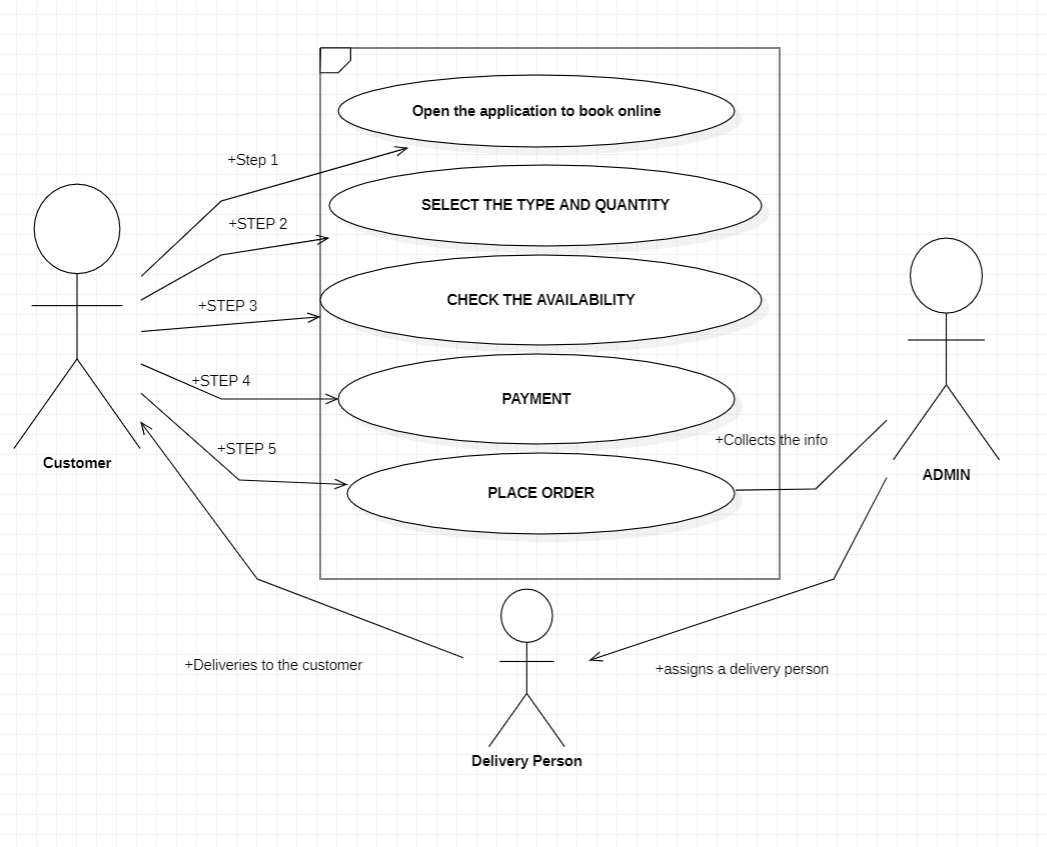 Open the application to book online
+Step 1
SELECT THE TYPE AND QUANTITY
+STEP 2
CHECK THE AVAILABILITY
+STEP 3
+STEP 4
PAYMENT
+Collects the info
+STEP 5
Customer
ADMIN
PLACE ORDER
+Deliveries to the customer
+assigns a delivery person
Delivery Person